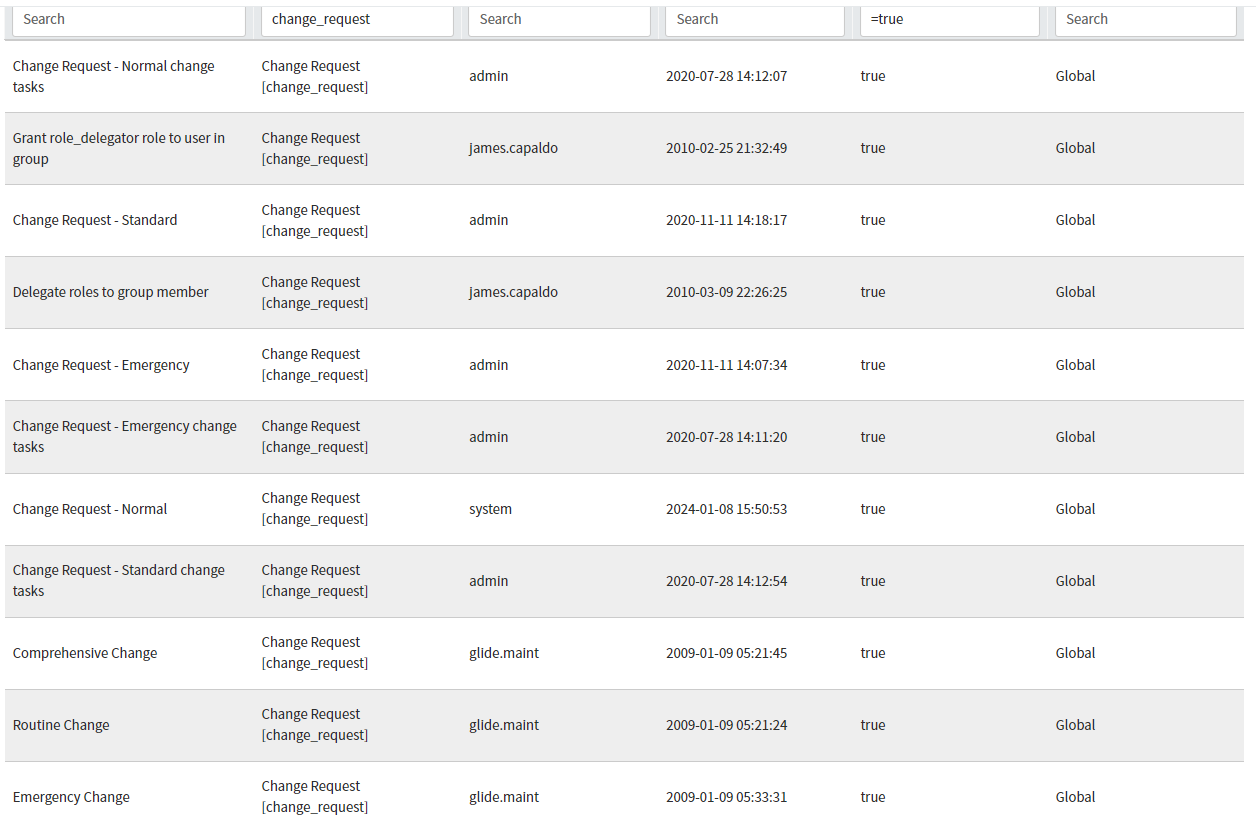 Search change_request Search Search =true Search
Change Request - Normal change
tasks
Change Request
[change_request]
admin 2020-07-28 14:12:07 true Global
Grant role_delegator role to user in
group
Change Request
[change_request]
james.capaldo 2010-02-25 21:32:49 true Global
Change Request - Standard
Change Request
[change_request]
admin 2020-11-11 14:18:17 true Global
Delegate roles to group member
Change Request
[change_request]
james.capaldo 2010-03-09 22:26:25 true Global
Change Request - Emergency
Change Request
[change_request]
admin 2020-11-11 14:07:34 true Global
Change Request - Emergency change
tasks
Change Request
[change_request]
admin 2020-07-28 14:11:20 true Global
Change Request - Normal
Change Request
[change_request]
system 2024-01-08 15:50:53 true Global
Change Request - Standard change
tasks
Change Request
[change_request]
admin 2020-07-28 14:12:54 true Global
Comprehensive Change
Change Request
[change_request]
glide.maint 2009-01-09 05:21:45 true Global
Routine Change
Change Request
[change_request]
glide.maint 2009-01-09 05:21:24 true Global
Emergency Change
Change Request
[change_request]
glide.maint 2009-01-09 05:33:31 true Global